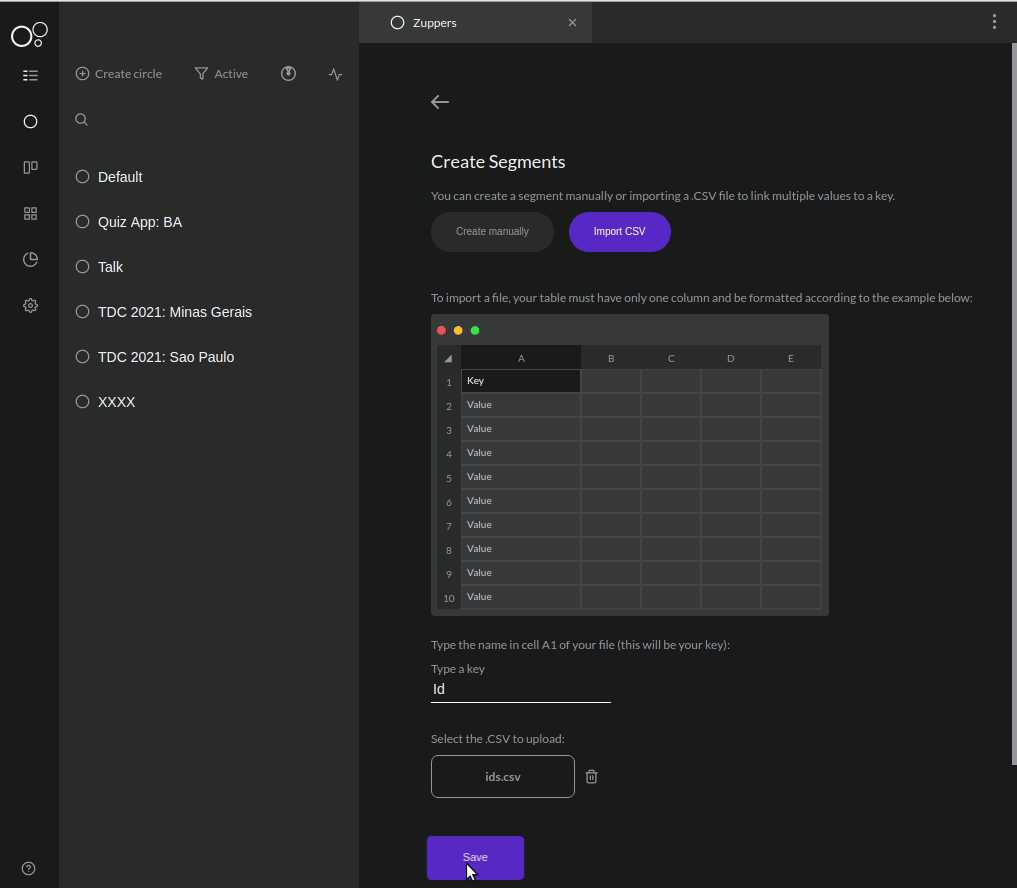 Zuppers
Create circle
Active
Default
Quiz App: BA
Talk
TDC 2021: Minas Gerais
TDC 2021: Sao Paulo
XXXX
Create Segments
You can create a segment manually or importing a .CSV file to link multiple values to a key.
Create manually
Import CSV
To import a file, your table must have only one column and be formatted according to the example below:
A B C D E
1 Key
2 Value
3 Value
4 Value
5 Value
6 Value
7 Value
8 Value
9 Value
10 Value
Type the name in cell A1 of your file (this will be your key):
Type a key
Id
Select the .CSV to upload:
ids.csv
Save